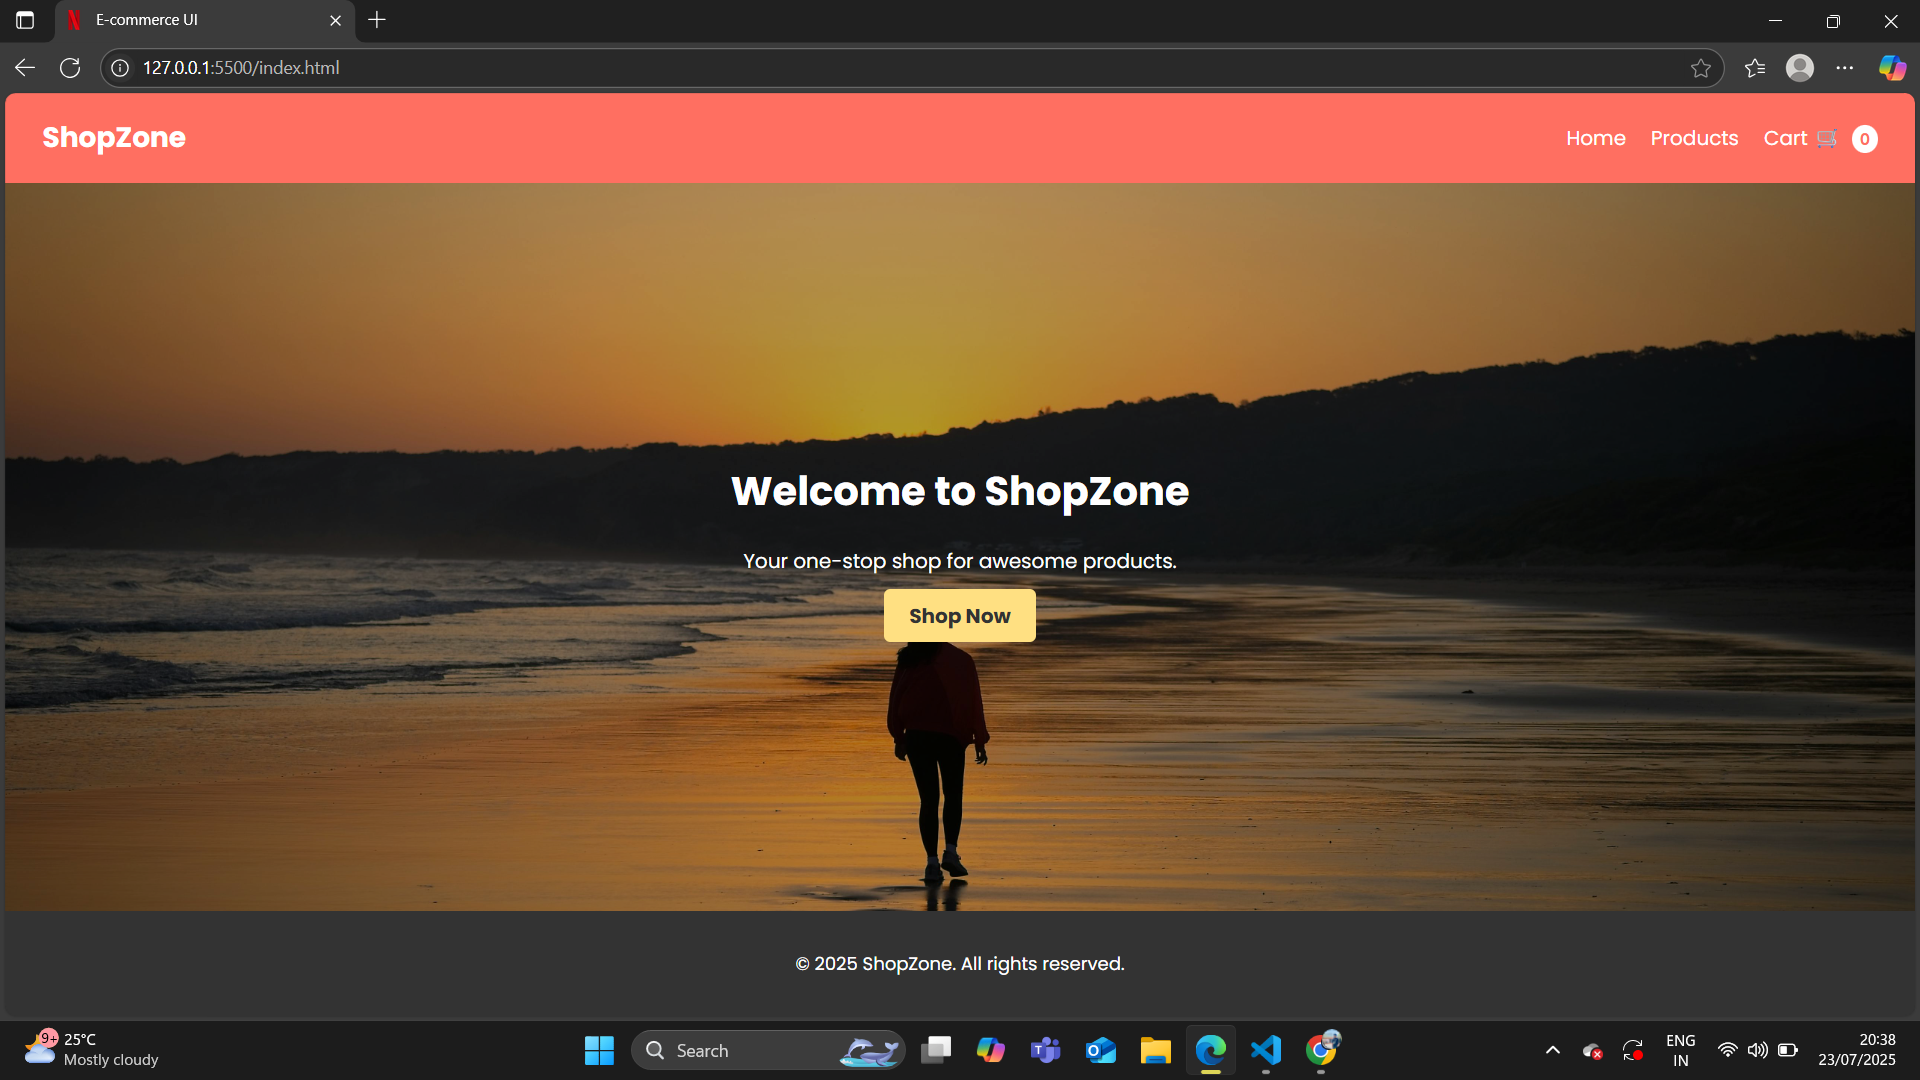 E-commerce UI
127.0.0.1:5500/index.html
ShopZone
Home Products Cart 🛒 0
Welcome to ShopZone
Your one-stop shop for awesome products.
Shop Now
© 2025 ShopZone. All rights reserved.
9+ 25°C
Mostly cloudy
Search
ENG
IN
20:38
23/07/2025